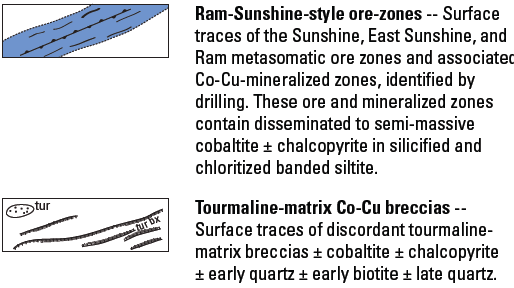 Ram-Sunshine-style ore-zones -- Surface
traces of the Sunshine, East Sunshine, and
Ram metasomatic ore zones and associated
Co-Cu-mineralized zones, identified by
drilling. These ore and mineralized zones
contain disseminated to semi-massive
cobaltite ± chalcopyrite in silicified and
chloritized banded siltite.
tur
tur bx
Tourmaline-matrix Co-Cu breccias --
Surface traces of discordant tourmaline-
matrix breccias ± cobaltite ± chalcopyrite
± early quartz ± early biotite ± late quartz.